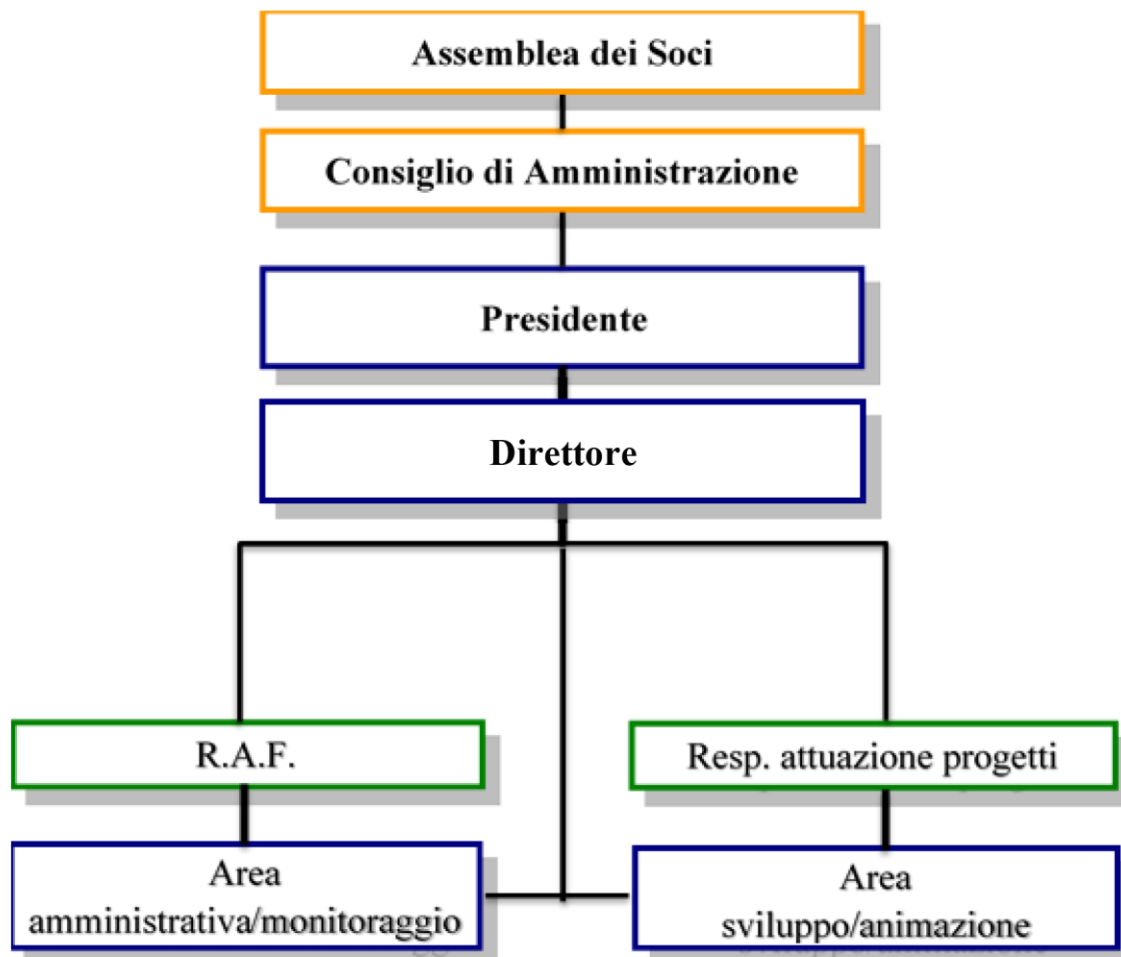 Assemblea dei Soci
Consiglio di Amministrazione
Presidente
Direttore
R.A.F.
Resp. attuazione progetti
Area
amministrativa/monitoraggio
Area
sviluppo/animazione